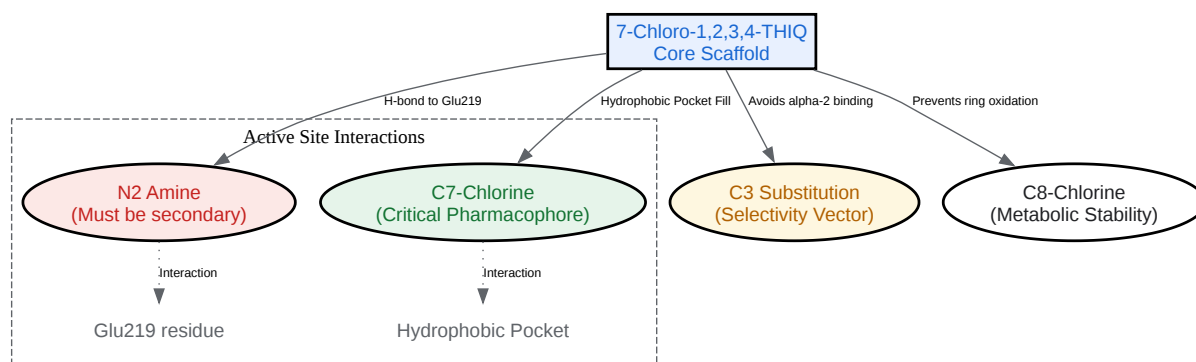 7-Chloro-1,2,3,4-THIQ
Core Scaffold
H-bond to Glu219
Hydrophobic Pocket Fill
Avoids alpha-2 binding
Prevents ring oxidation
Active Site Interactions
N2 Amine
(Must be secondary)
C7-Chlorine
(Critical Pharmacophore)
C3 Substitution
(Selectivity Vector)
C8-Chlorine
(Metabolic Stability)
Interaction
Interaction
Glu219 residue
Hydrophobic Pocket